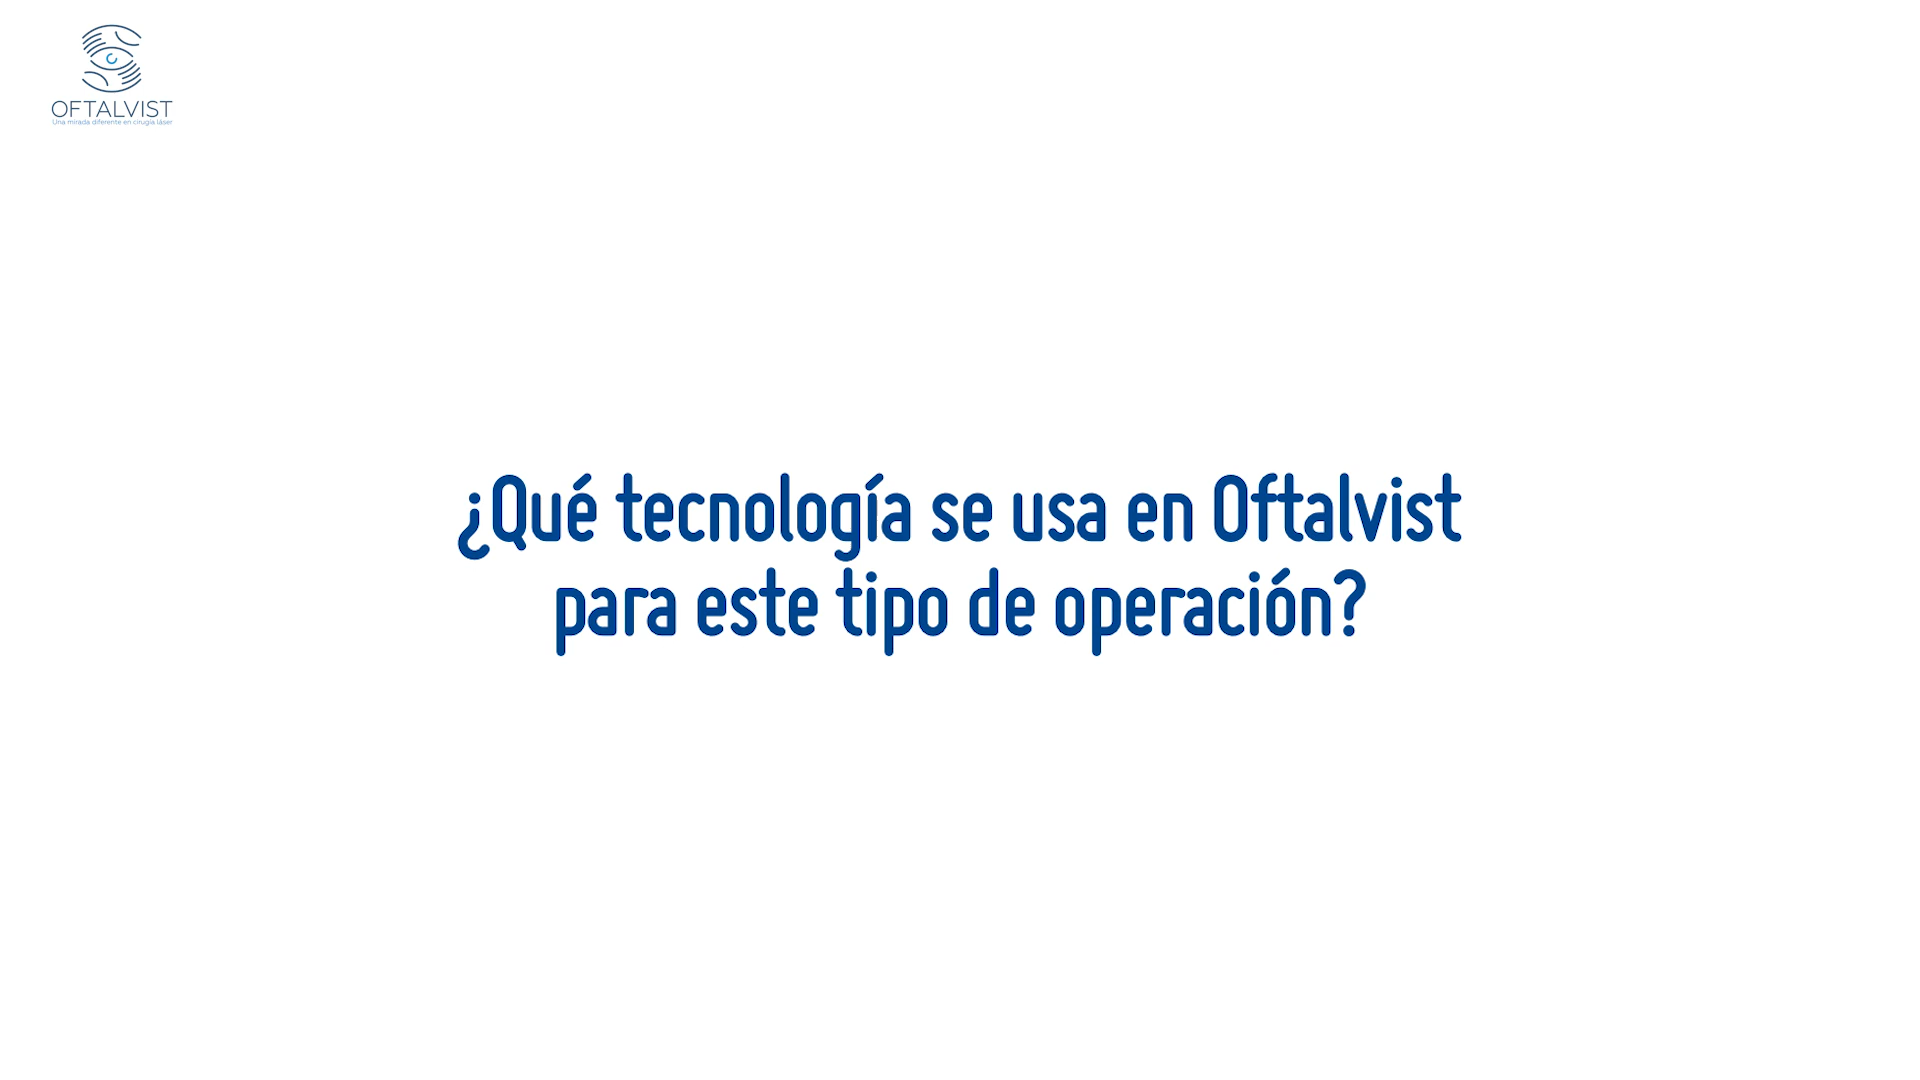 OFTALVIST
Una mirada diferente en cirugía láser
¿Qué tecnología se usa en Oftalvist
para este tipo de operación?